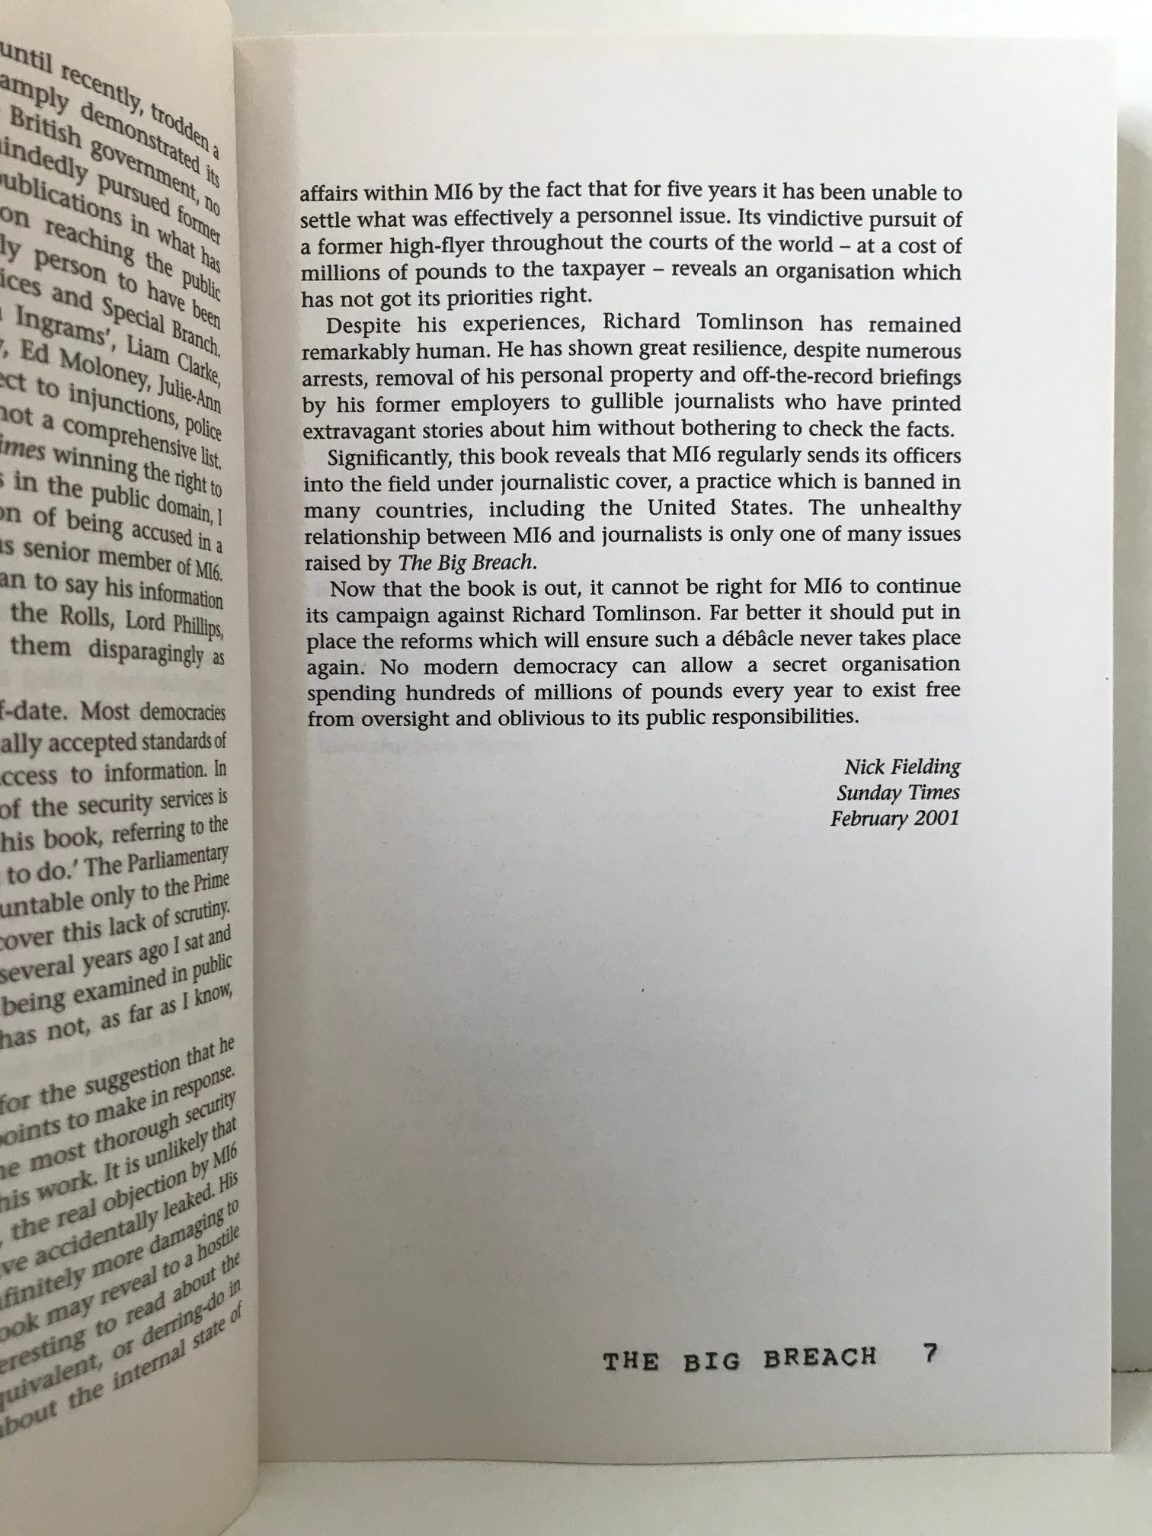 until recently, trodden a
amply demonstrated its
British government, no
indedly pursued former
ublications in what has
on reaching the public
ly person to have been
ices and Special Branch.
Ingrams', Liam Clarke,
, Ed Moloney, Julie-Ann
ect to injunctions, police
not a comprehensive list.
imes winning the right to
s in the public domain, I
on of being accused in a
us senior member of MI6.
an to say his information
the Rolls, Lord Phillips,
them disparagingly as
f-date. Most democracies
ally accepted standards of
ccess to information. In
of the security services is
his book, referring to the
to do.' The Parliamentary
untable only to the Prime
cover this lack of scrutiny.
several years ago I sat and
being examined in public
has not, as far as I know,
for the suggestion that he
points to make in response.
he most thorough security
his work. It is unlikely that
, the real objection by MI6
ve accidentally leaked. His
finitely more damaging to
ook may reveal to a hostile
eresting to read about the
quivalent, or derring-do in
about the internal state of
affairs within MI6 by the fact that for five years it has been unable to
settle what was effectively a personnel issue. Its vindictive pursuit of
a former high-flyer throughout the courts of the world – at a cost of
millions of pounds to the taxpayer – reveals an organisation which
has not got its priorities right.
Despite his experiences, Richard Tomlinson has remained
remarkably human. He has shown great resilience, despite numerous
arrests, removal of his personal property and off-the-record briefings
by his former employers to gullible journalists who have printed
extravagant stories about him without bothering to check the facts.
Significantly, this book reveals that MI6 regularly sends its officers
into the field under journalistic cover, a practice which is banned in
many countries, including the United States. The unhealthy
relationship between MI6 and journalists is only one of many issues
raised by The Big Breach.
Now that the book is out, it cannot be right for MI6 to continue
its campaign against Richard Tomlinson. Far better it should put in
place the reforms which will ensure such a débâcle never takes place
again. No modern democracy can allow a secret organisation
spending hundreds of millions of pounds every year to exist free
from oversight and oblivious to its public responsibilities.
Nick Fielding
Sunday Times
February 2001
THE BIG BREACH 7